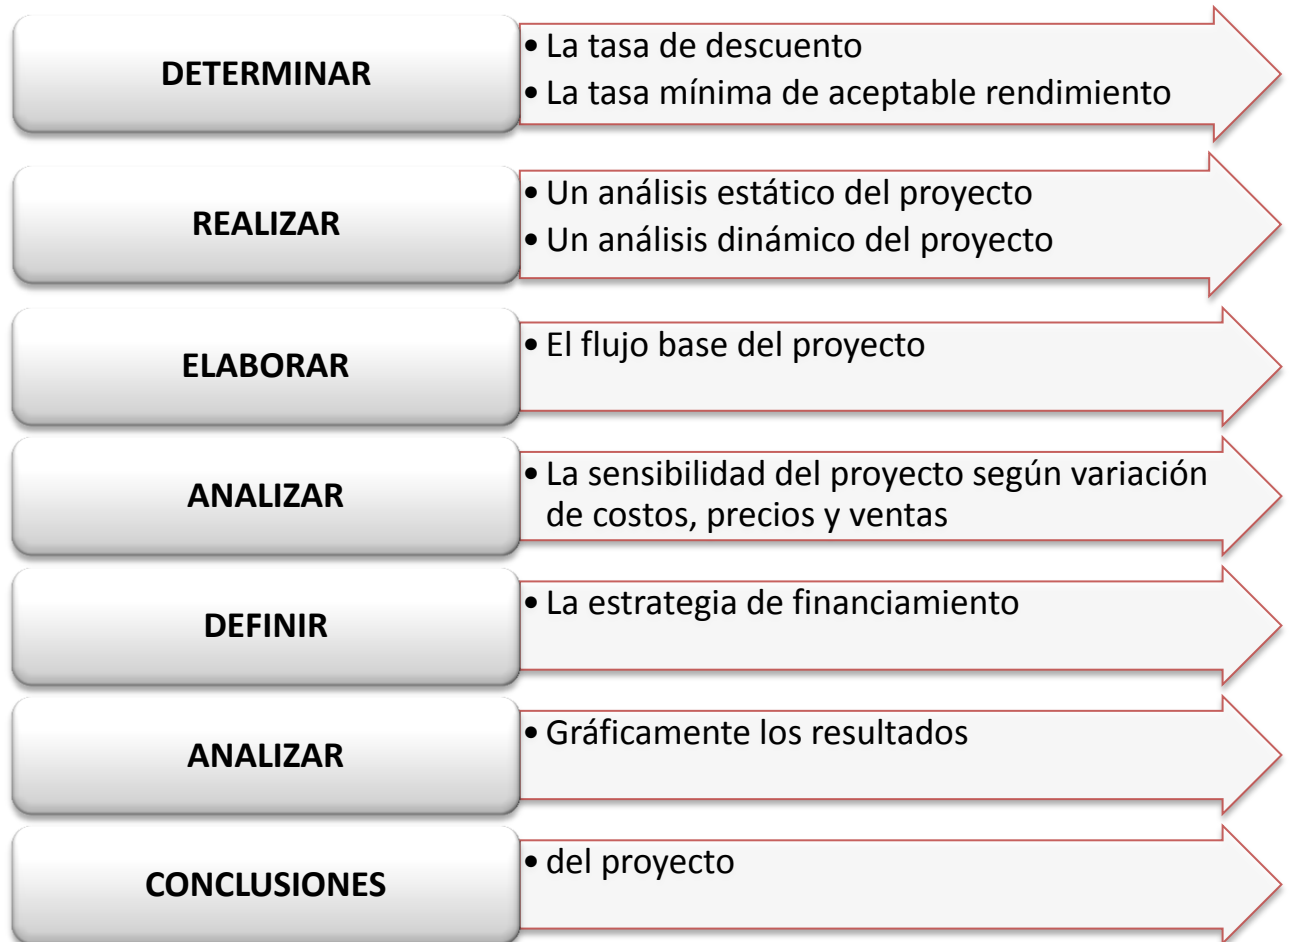 DETERMINAR
• La tasa de descuento
• La tasa mínima de aceptable rendimiento
REALIZAR
• Un análisis estático del proyecto
• Un análisis dinámico del proyecto
ELABORAR
• El flujo base del proyecto
ANALIZAR
• La sensibilidad del proyecto según variación
de costos, precios y ventas
DEFINIR
• La estrategia de financiamiento
ANALIZAR
• Gráficamente los resultados
CONCLUSIONES
• del proyecto